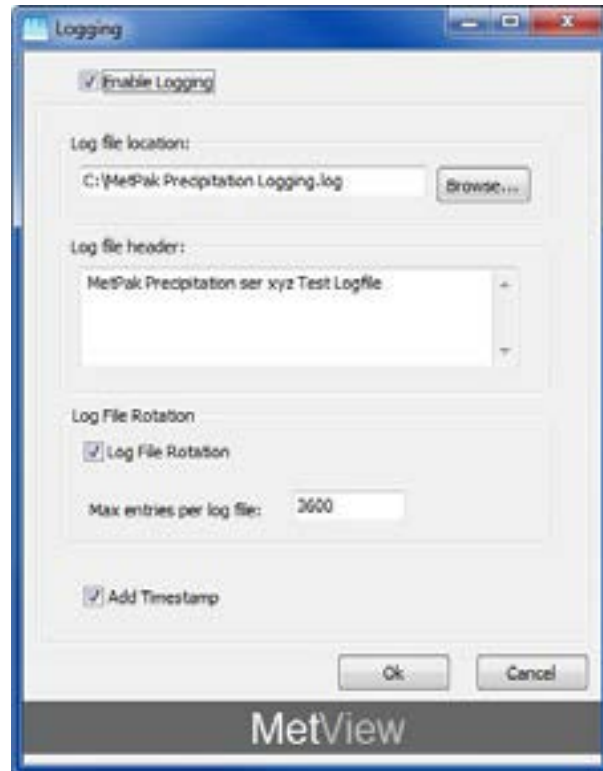 Logging
Enable Logging
Log file location:
C:\MetPak Precipitation Logging.log
Browse...
Log file header:
MetPak Precipitation ser xyz Test Logfile
Log File Rotation
Log File Rotation
Max entries per log file: 3600
Add Timestamp
Ok Cancel
MetView